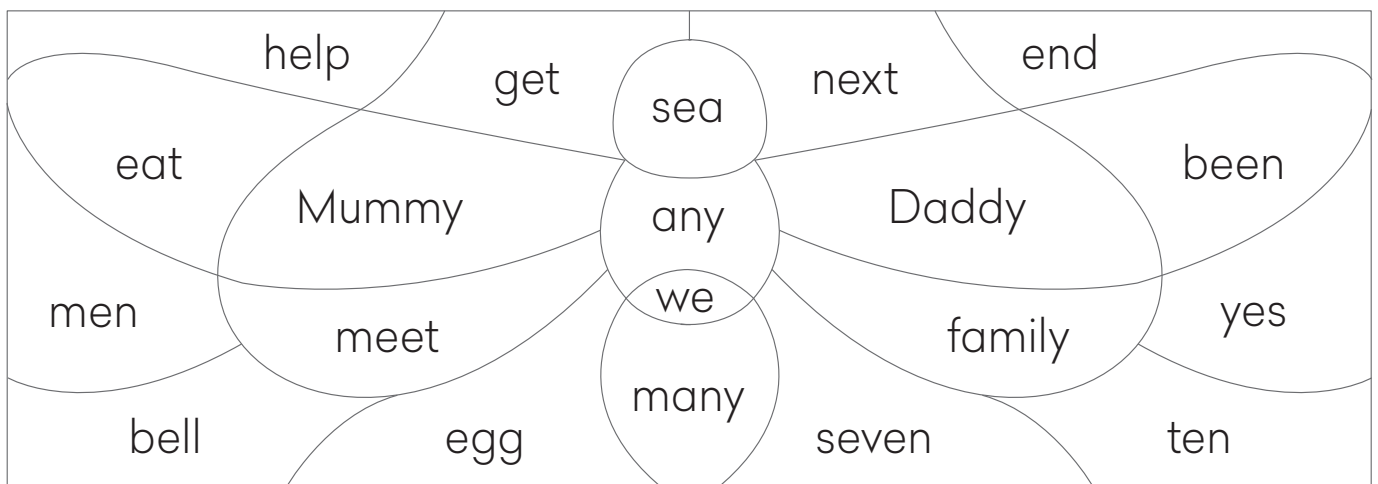 help
get
sea
next
end
eat
Mummy
any
Daddy
been
men
meet
we
family
yes
bell
egg
many
seven
ten